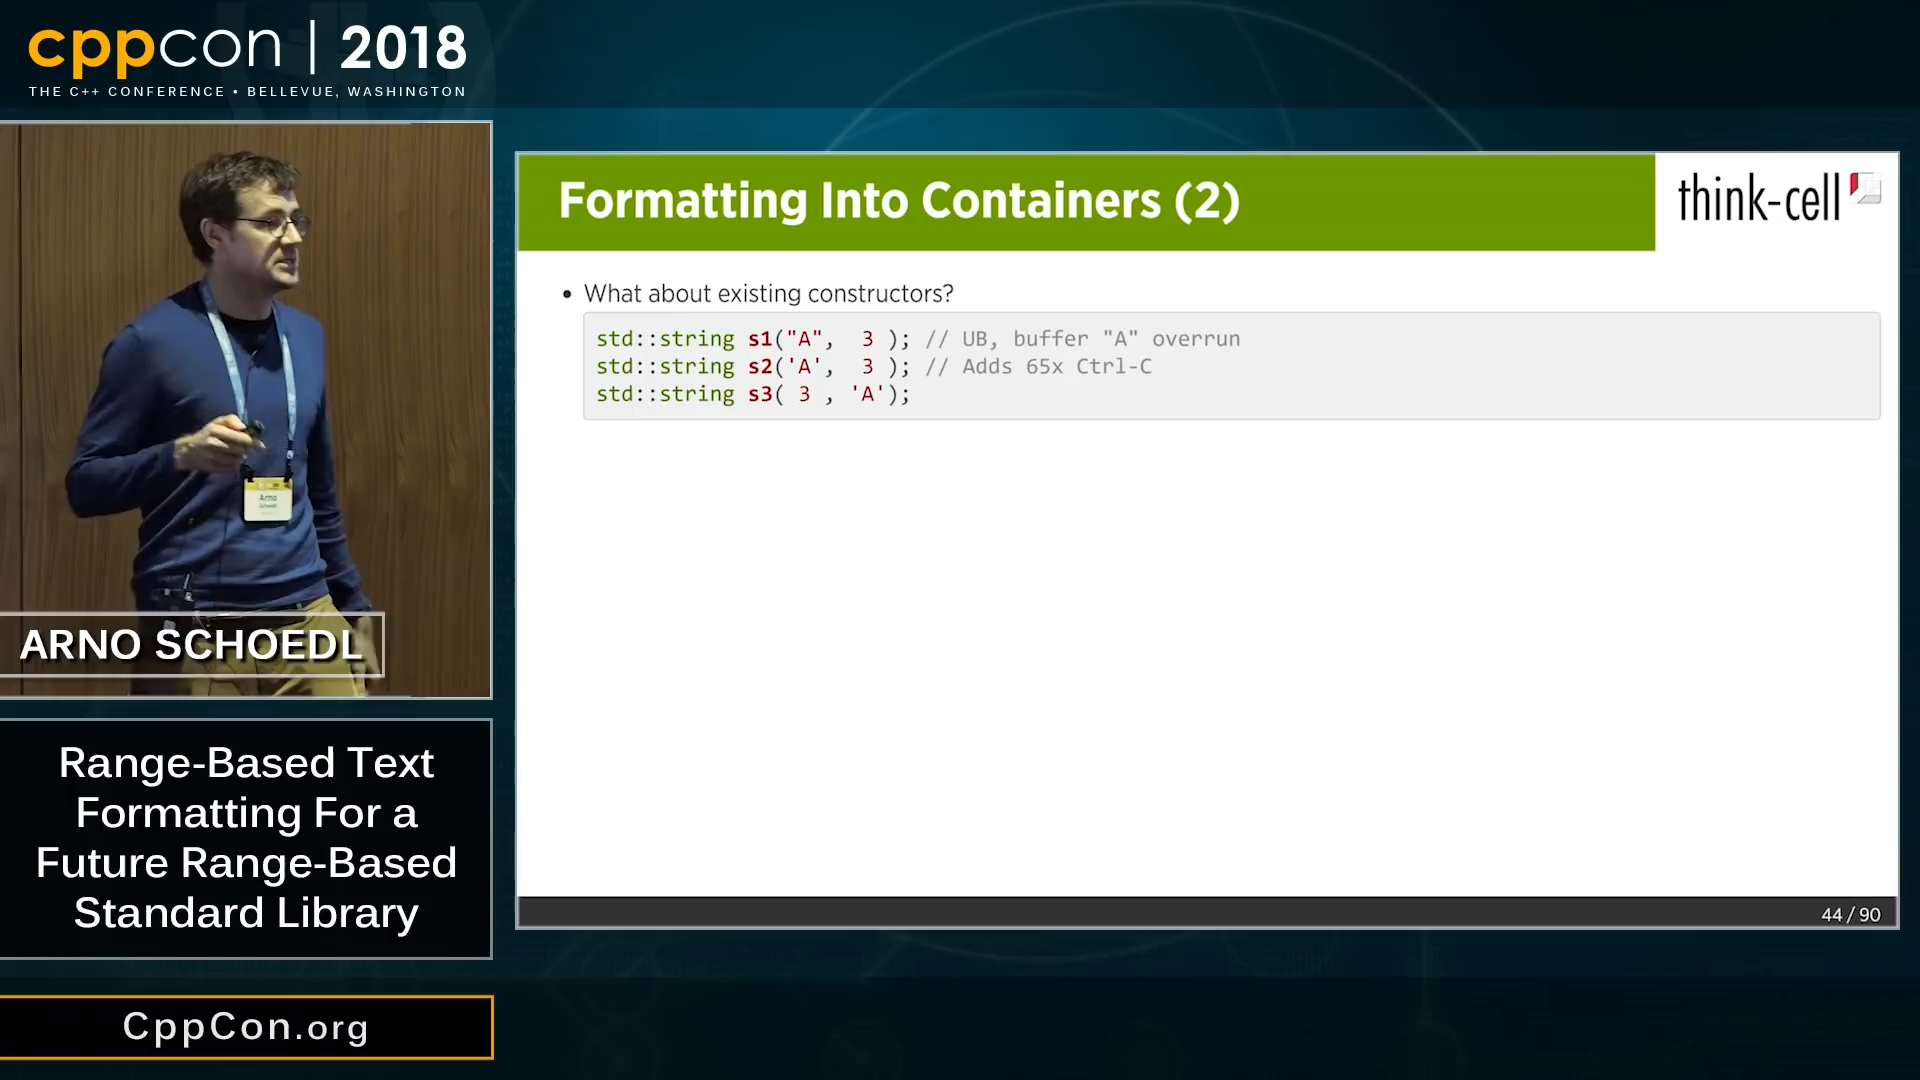 cppcon | 2018
THE C++ CONFERENCE • BELLEVUE, WASHINGTON
Formatting Into Containers (2)
think-cell
• What about existing constructors?
std::string s1("A", 3 ); // UB, buffer "A" overrun
std::string s2('A', 3 ); // Adds 65x Ctrl-C
std::string s3( 3 , 'A');
Arno
Schoedl
ARNO SCHOEDL
Range-Based Text
Formatting For a
Future Range-Based
Standard Library
44 / 90
CppCon.org